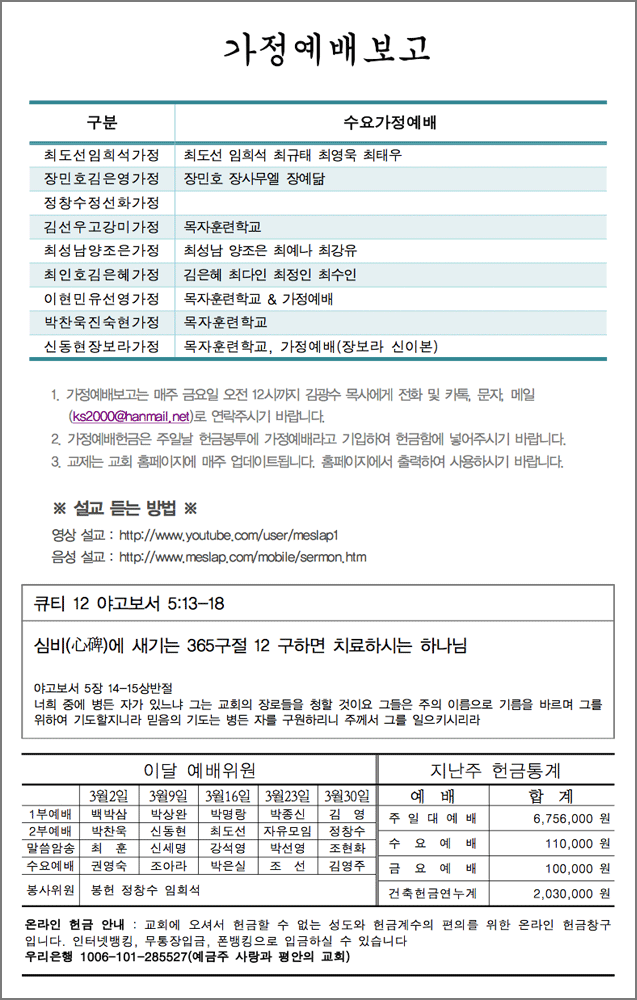 가정예배보고
구분 수요가정예배
최도선임희석가정 최도선 임희석 최규태 최영욱 최태우
장민호김은영가정 장민호 장사무엘 장예닮
정창수정선화가정
김선우고강미가정 목자훈련학교
최성남양조은가정 최성남 양조은 최예나 최강유
최인호김은혜가정 김은혜 최다인 최정인 최수인
이현민유선영가정 목자훈련학교 & 가정예배
박찬욱진숙현가정 목자훈련학교
신동현장보라가정 목자훈련학교, 가정예배(장보라 신이본)
1. 가정예배보고는 매주 금요일 오전 12시까지 김광수 목사에게 전화 및 카톡, 문자, 메일
(ks2000@hanmail.net)로 연락주시기 바랍니다.
2. 가정예배헌금은 주일날 헌금봉투에 가정예배라고 기입하여 헌금함에 넣어주시기 바랍니다.
3. 교제는 교회 홈페이지에 매주 업데이트됩니다. 홈페이지에서 출력하여 사용하시기 바랍니다.
※ 설교 듣는 방법 ※
영상 설교 : http://www.youtube.com/user/meslap1
음성 설교 : http://www.meslap.com/mobile/sermon.htm
큐티 12 야고보서 5:13-18
심비(心碑)에 새기는 365구절 12 구하면 치료하시는 하나님
야고보서 5장 14-15상반절
너희 중에 병든 자가 있느냐 그는 교회의 장로들을 청할 것이요 그들은 주의 이름으로 기름을 바르며 그를
위하여 기도할지니라 믿음의 기도는 병든 자를 구원하리니 주께서 그를 일으키시리라
이달 예배위원
3월2일 3월9일 3월16일 3월23일 3월30일
1부예배 백박삼 박상완 박명랑 박종신 김 영
2부예배 박찬욱 신동현 최도선 자유모임 정창수
말씀암송 최 훈 신세명 강석영 박선영 조현화
수요예배 권영숙 조아라 박은실 조 선 김영주
봉사위원 봉헌 정창수 임희석
지난주 헌금통계
예 배 합 계
주 일 대 예 배 6,756,000 원
수 요 예 배 110,000 원
금 요 예 배 100,000 원
건축헌금연누계 2,030,000 원
온라인 헌금 안내 : 교회에 오셔서 헌금할 수 없는 성도와 헌금계수의 편의를 위한 온라인 헌금창구
입니다. 인터넷뱅킹, 무통장입금, 폰뱅킹으로 입금하실 수 있습니다
우리은행 1006-101-285527(예금주 사랑과 평안의 교회)